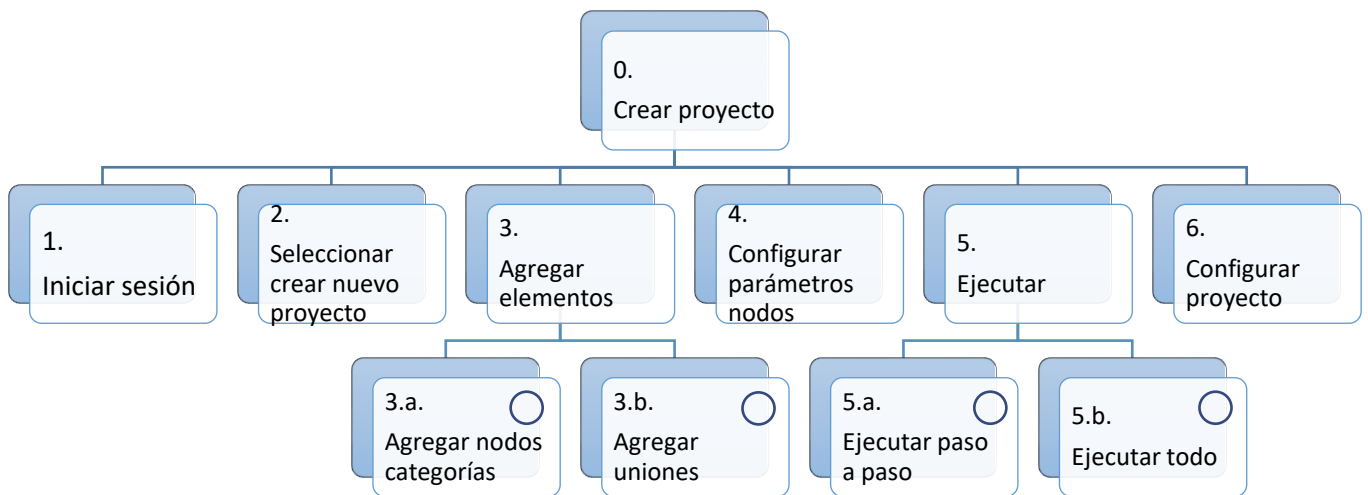 0.
Crear proyecto
1.
Iniciar sesión
2.
Seleccionar
crear nuevo
proyecto
3.
Agregar
elementos
4.
Configurar
parámetros
nodos
5.
Ejecutar
6.
Configurar
proyecto
3.a.
Agregar nodos
categorías
3.b.
Agregar
uniones
5.a.
Ejecutar paso
a paso
5.b.
Ejecutar todo